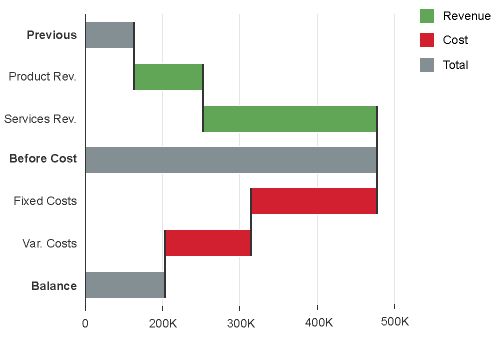 Previous
Product Rev.
Services Rev.
Before Cost
Fixed Costs
Var. Costs
Balance
0
200K
300K
400K
500K
Revenue
Cost
Total